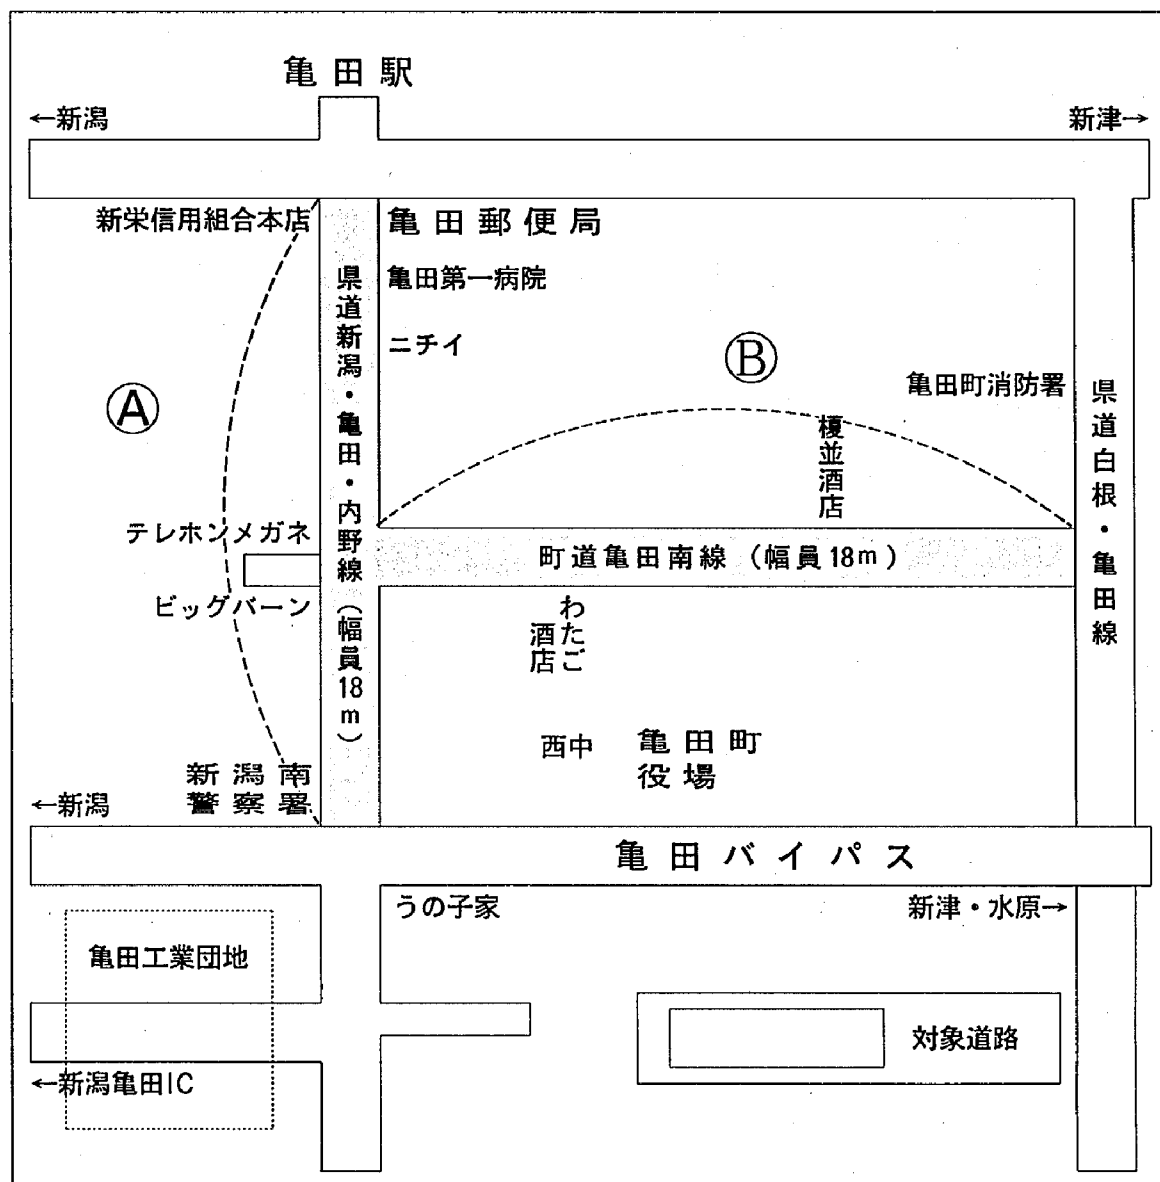 亀田駅
←新潟
新津→
新栄信用組合本店
亀田郵便局
亀田第一病院
ニチイ
県道新潟・亀田・内野線（幅員18m）
Ⓐ
Ⓑ
亀田町消防署
榎並酒店
県道白根・亀田線
テレホンメガネ
町道亀田南線（幅員18m）
ビッグバーン
わたご
酒店
西中
亀田町
役場
新潟南
警察署
←新潟
亀田バイパス
うの子家
新津・水原→
亀田工業団地
対象道路
←新潟亀田IC